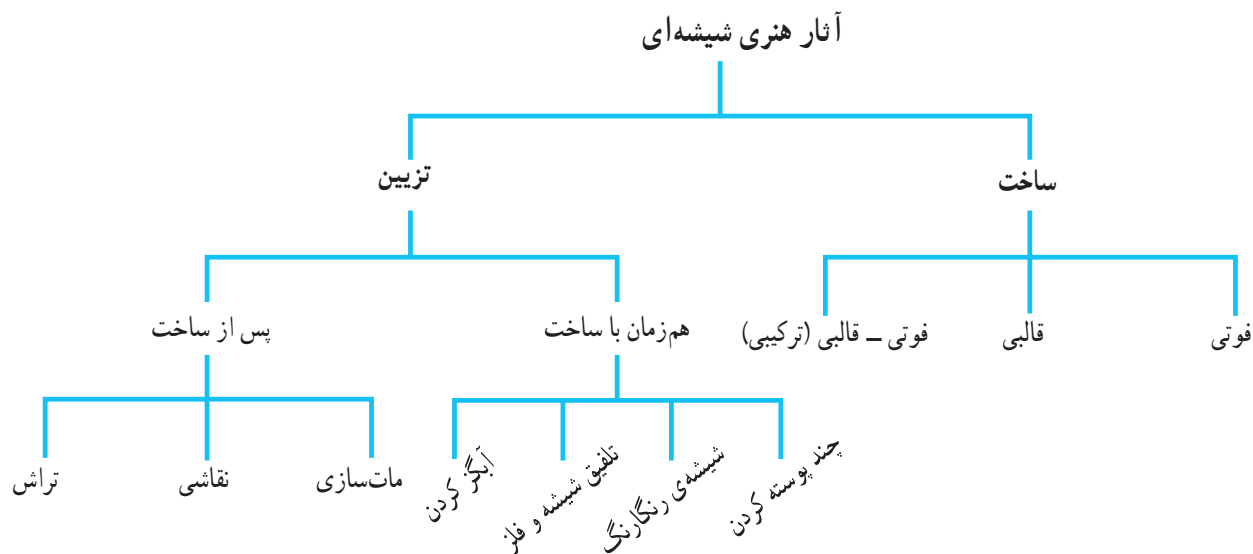 آثار هنری شیشه‌ای
ساخت
تزیین
فوتی
قالبی
فوتی ـ قالبی (ترکیبی)
هم‌زمان با ساخت
پس از ساخت
چند پوسته کردن
شیشه‌ی رنگارنگ
تلفیق شیشه و فلز
آبگز کردن
مات‌سازی
نقاشی
تراش